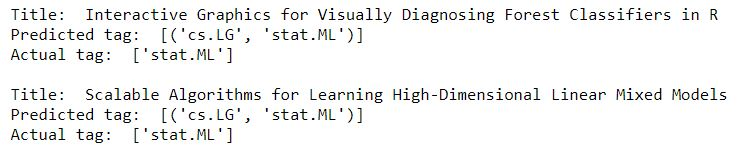 Title:  Interactive Graphics for Visually Diagnosing Forest Classifiers in R
Predicted tag:  [('cs.LG', 'stat.ML')]
Actual tag:  ['stat.ML']

Title:  Scalable Algorithms for Learning High-Dimensional Linear Mixed Models
Predicted tag:  [('cs.LG', 'stat.ML')]
Actual tag:  ['stat.ML']